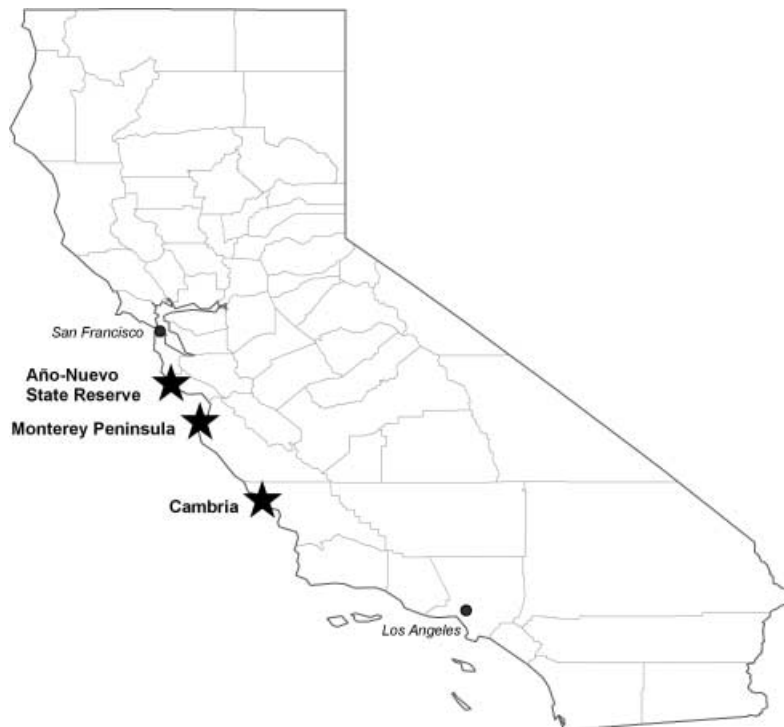 San Francisco
Año-Nuevo
State Reserve
Monterey Peninsula
Cambria
Los Angeles